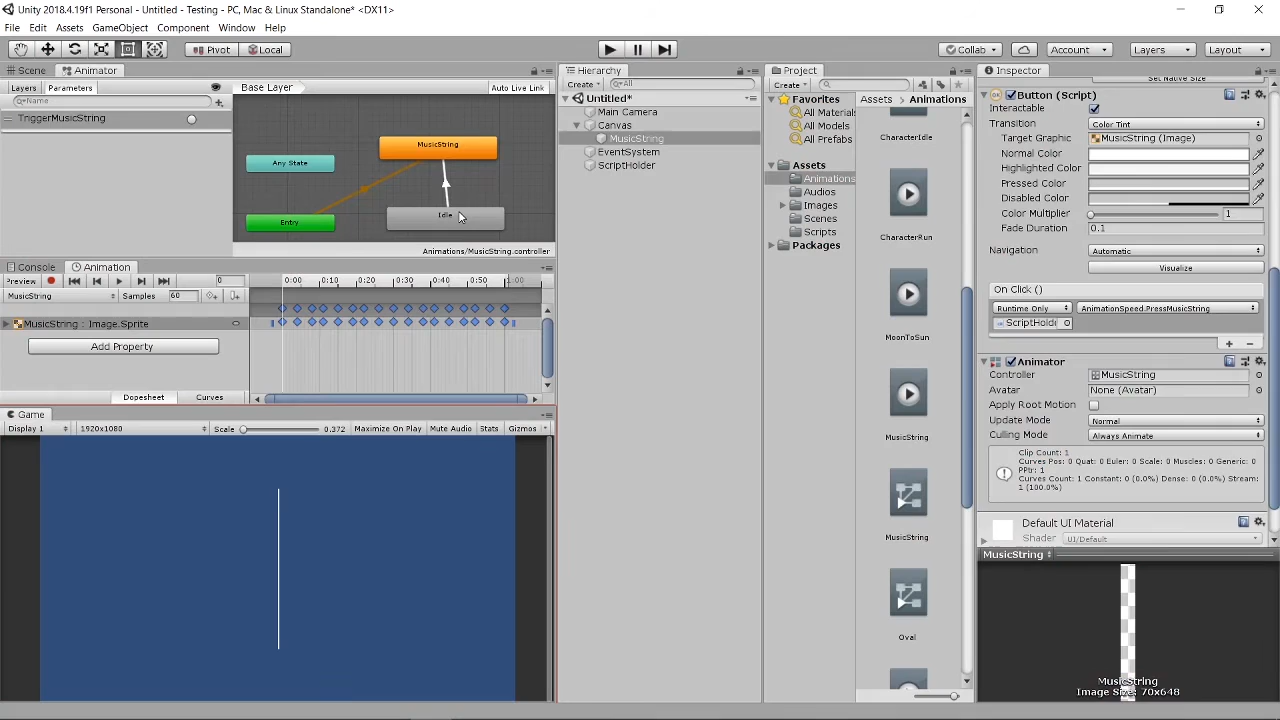 Unity 2018.4.19f1 Personal - Untitled - Testing - PC, Mac & Linux Standalone* <DX11>
File Edit Assets GameObject Component Window Help
Pivot Local Collab Account Layers Layout
Scene Animator
Layers Parameters
Name
TriggerMusicString
Base Layer
Auto Live Link
MusicString
Any State
Idle
Entry
Animations/MusicString.controller
Console Animation
Preview 0
0:00 0:10 0:20 0:30 0:40 0:50 1:00
MusicString Samples 60
MusicString : Image.Sprite
Add Property
Dopesheet Curves
Game
Display 1 1920x1080 Scale 0.372 Maximize On Play Mute Audio Stats Gizmos
Hierarchy
Create All
Untitled*
Main Camera
Canvas
MusicString
EventSystem
ScriptHolder
Project
Create
Favorites
All Materials
All Models
All Prefabs
Assets
Animations
Audios
Images
Scenes
Scripts
Packages
Assets Animations
CharacterIdle
CharacterRun
MoonToSun
MusicString
MusicString
Oval
Inspector
Set Native Size
Button (Script)
Interactable
Transition Color Tint
Target Graphic MusicString (Image)
Normal Color
Highlighted Color
Pressed Color
Disabled Color
Color Multiplier 1
Fade Duration 0.1
Navigation Automatic
Visualize
On Click ()
Runtime Only AnimationSpeed.PressMusicString
ScriptHolde
Animator
Controller MusicString
Avatar None (Avatar)
Apply Root Motion
Update Mode Normal
Culling Mode Always Animate
Clip Count: 1
Curves Pos: 0 Quat: 0 Euler: 0 Scale: 0 Muscles: 0 Generic: 0
PPtr: 1
Curves Count: 1 Constant: 0 (0.0%) Dense: 0 (0.0%) Stream:
1 (100.0%)
Default UI Material
Shader UI/Default
MusicString
MusicString
Image Size: 70x648